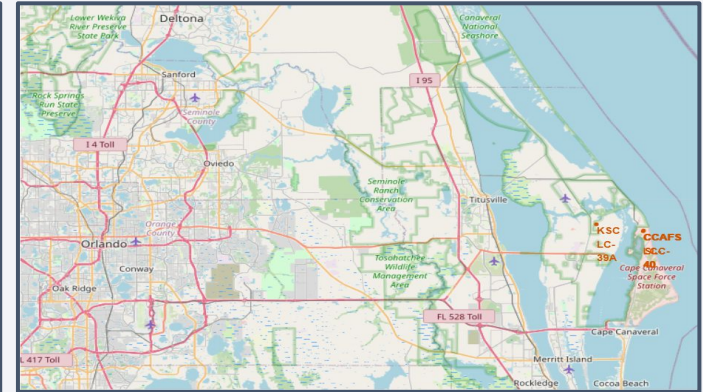 Lower Wekiva
River Preserve
State Park
Deltona
Canaveral
National
Seashore
Sanford
I 95
Rock Springs
Run State
Preserve
Seminole
County
I 4 Toll
Oviedo
Seminole
Ranch
Conservation
Area
Titusville
Orange
County
Orlando
KSC
LC-
39A
CCAFS
40
Conway
Tosohatchee
Wildlife
Management
Area
Cape Canaveral
Space Force
Station
Oak Ridge
FL 528 Toll
Cape Canaveral
L 417 Toll
Merritt Island
Rockledge
Cocoa Beach